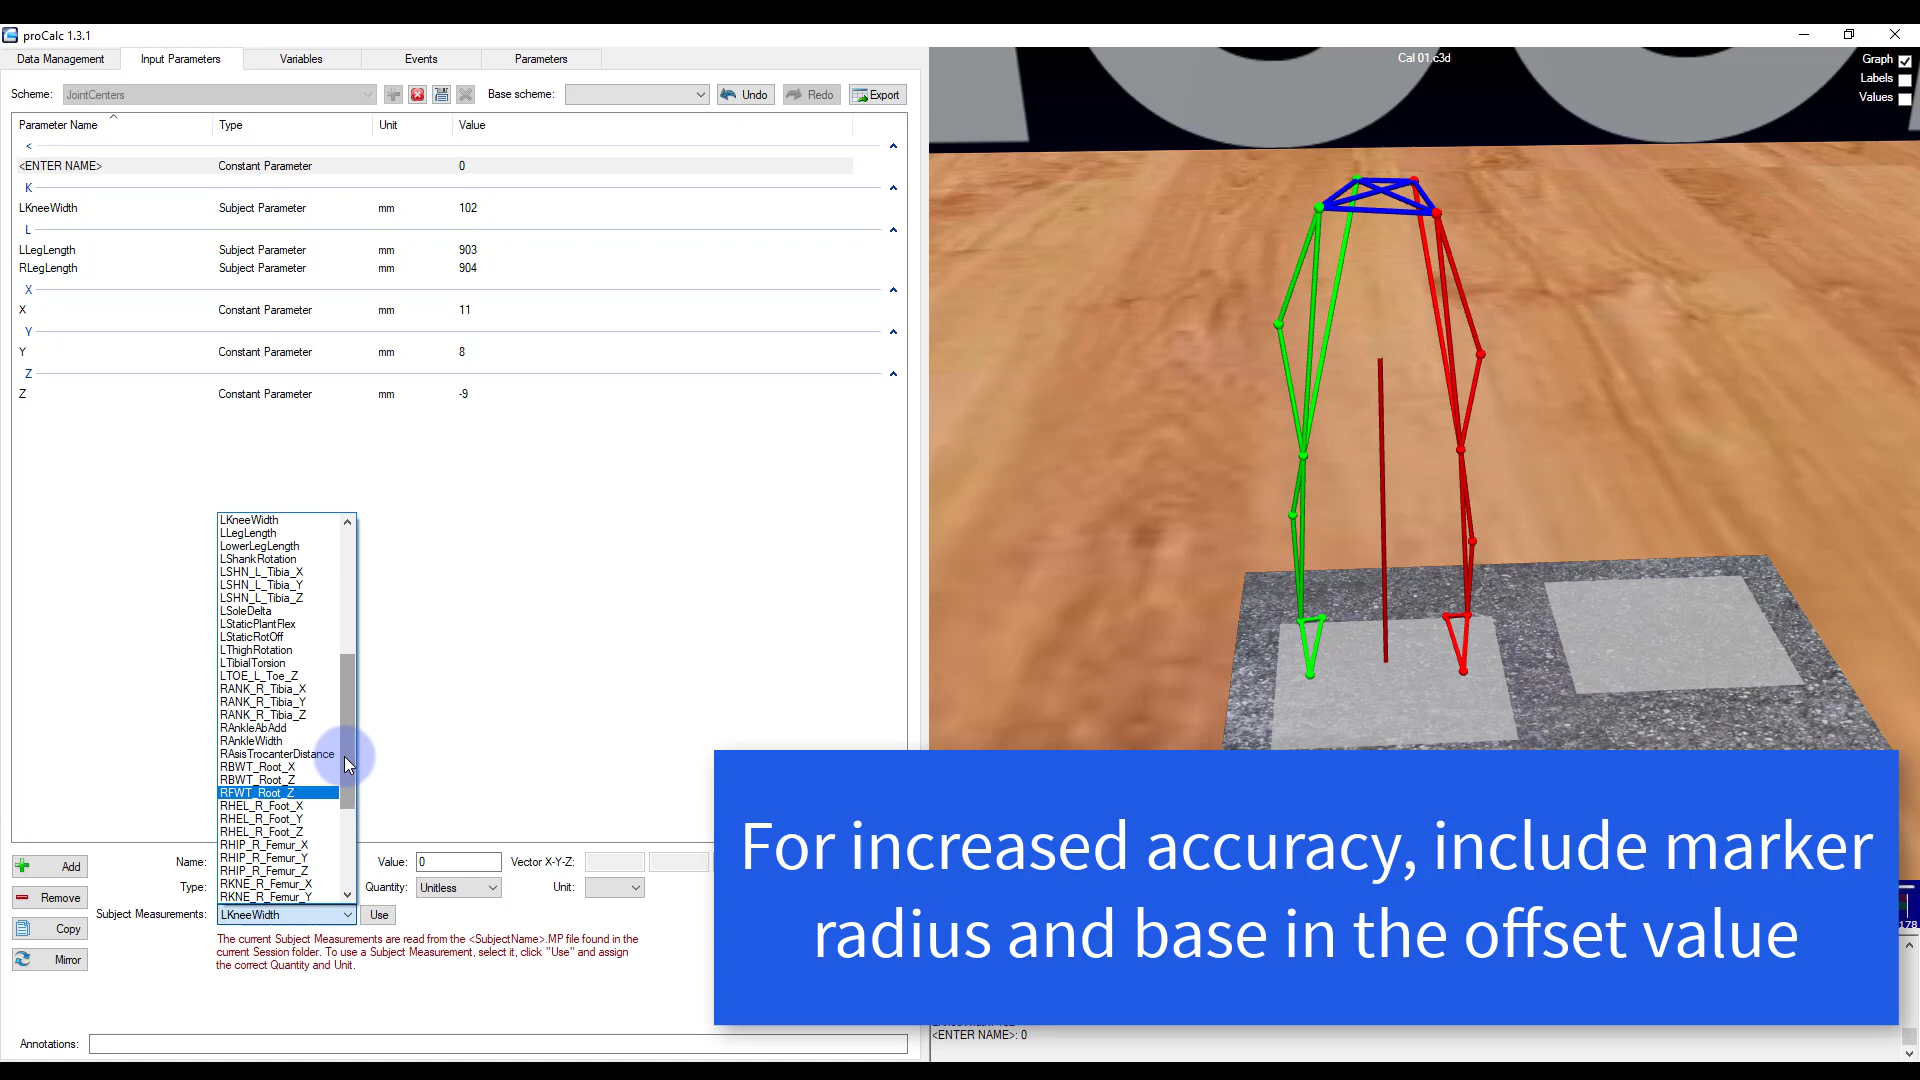 proCalc 1.3.1
Data Management Input Parameters Variables Events Parameters
Scheme: JointCenters Base scheme: Undo Redo Export
Parameter Name Type Unit Value
<
<ENTER NAME> Constant Parameter 0
K
LKneeWidth Subject Parameter mm 102
L
LLegLength Subject Parameter mm 903
RLegLength Subject Parameter mm 904
X
X Constant Parameter mm 11
Y
Y Constant Parameter mm 8
Z
Z Constant Parameter mm -9
Cal 01.c3d
Graph
Labels
Values
LKneeWidth
LLegLength
LowerLegLength
LShankRotation
LSHN_L_Tibia_X
LSHN_L_Tibia_Y
LSHN_L_Tibia_Z
LSoleDelta
LStaticPlantFlex
LStaticRotOff
LThighRotation
LTibialTorsion
LTOE_L_Toe_Z
RANK_R_Tibia_X
RANK_R_Tibia_Y
RANK_R_Tibia_Z
RAnkleAbAdd
RAnkleWidth
RAsisTrocanterDistance
RBWT_Root_X
RBWT_Root_Z
RFWT_Root_Z
RHEL_R_Foot_X
RHEL_R_Foot_Y
RHEL_R_Foot_Z
RHIP_R_Femur_X
RHIP_R_Femur_Y
RHIP_R_Femur_Z
RKNE_R_Femur_X
RKNE_R_Femur_Y
Add Name: Value: 0 Vector X-Y-Z:
Remove Type: Quantity: Unitless Unit:
Copy Subject Measurements: LKneeWidth Use
Mirror
The current Subject Measurements are read from the <SubjectName>.MP file found in the
current Session folder. To use a Subject Measurement, select it, click "Use" and assign
the correct Quantity and Unit.
Annotations:
For increased accuracy, include marker
radius and base in the offset value
178
<ENTER NAME>: 0